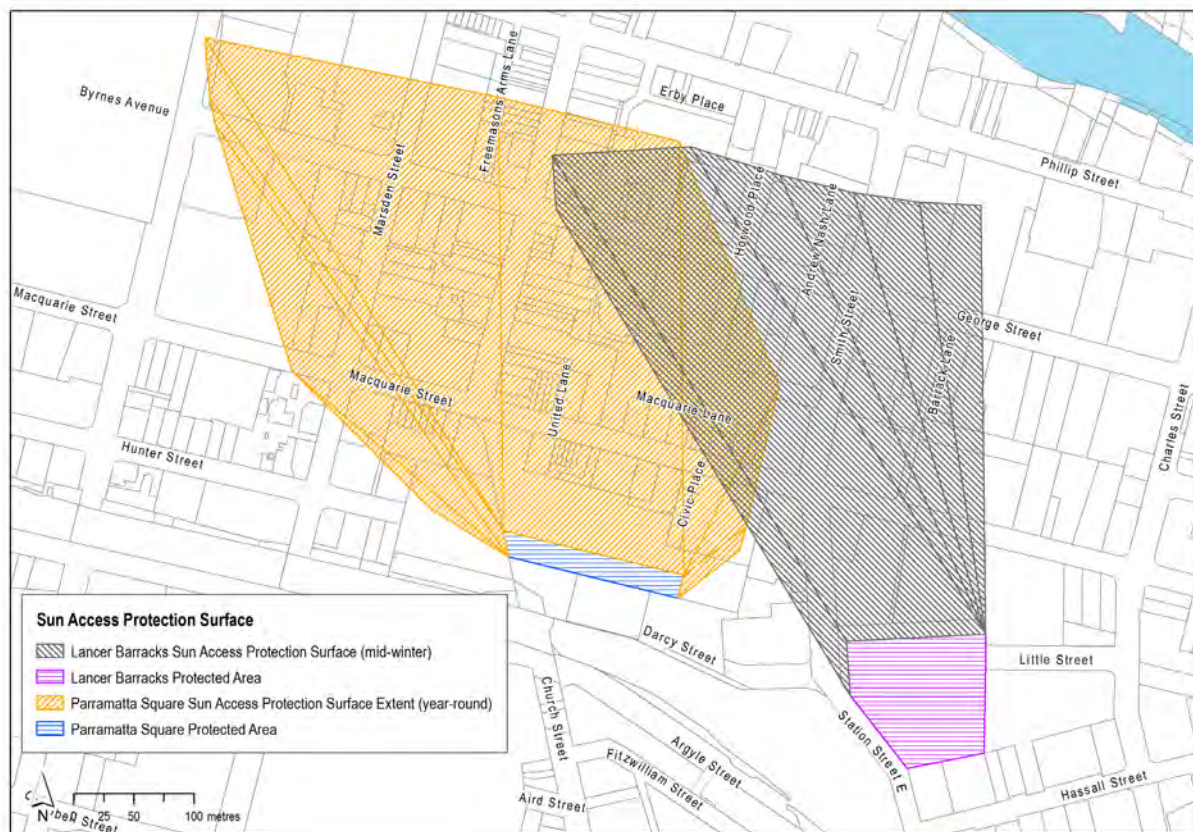 Byrnes Avenue
Freemasons Arms Lane
Erby Place
Phillip Street
Marsden Street
Horwood Place
Andrew Nash Lane
Smith Street
George Street
Barrack Lane
Charles Street
Macquarie Street
Macquarie Street
United Lane
Macquarie Lane
Hunter Street
Civic Place
Darcy Street
Little Street
Church Street
Station Street E
Argyle Street
Fitzwilliam Street
Hassall Street
Aird Street
Sun Access Protection Surface
Lancer Barracks Sun Access Protection Surface (mid-winter)
Lancer Barracks Protected Area
Parramatta Square Sun Access Protection Surface Extent (year-round)
Parramatta Square Protected Area
N
0 25 50 100 metres
Street